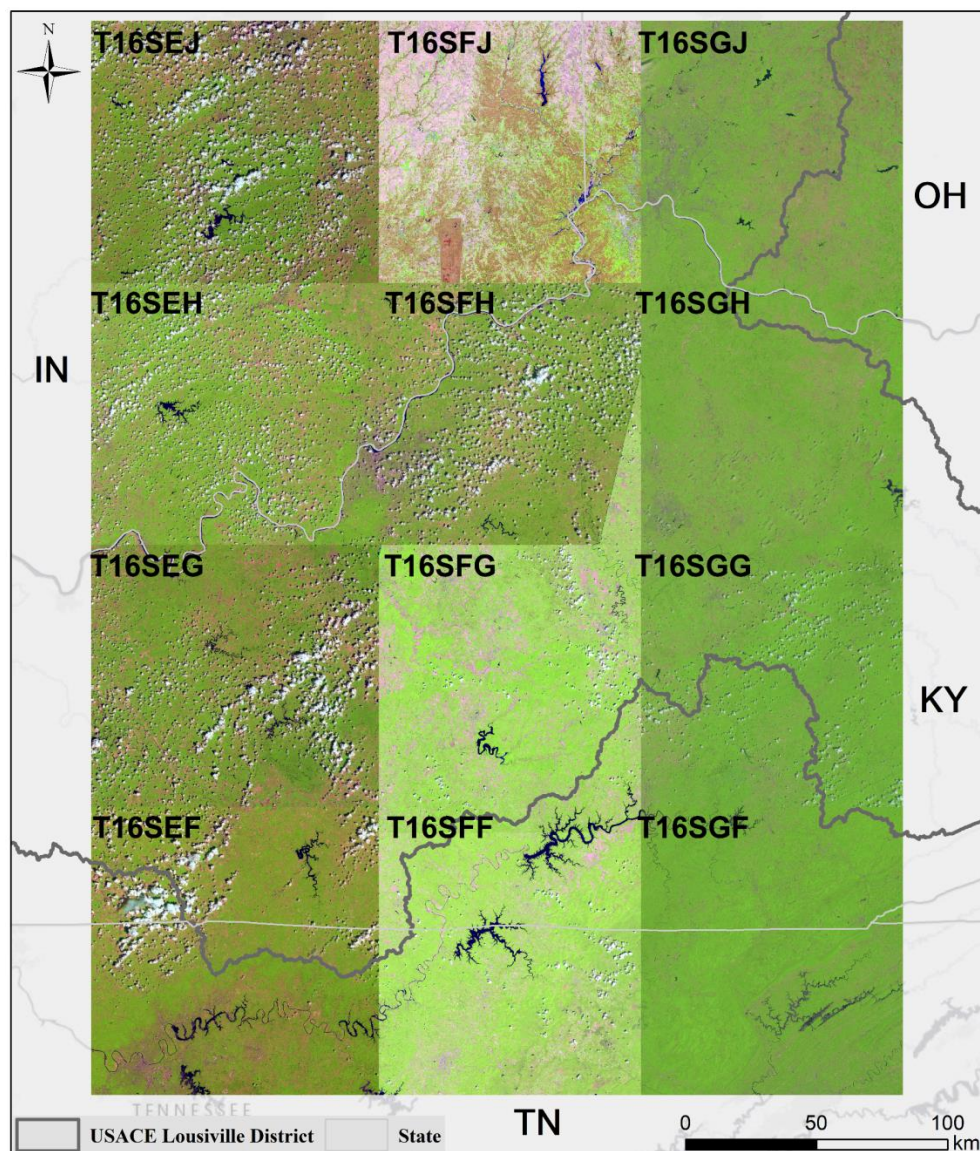 N
T16SEJ T16SFJ T16SGJ
OH
T16SEH T16SFH T16SGH
IN
T16SEG T16SFG T16SGG
KY
T16SEF T16SFF T16SGF
TENNESSEE
TN
USACE Lousiville District State
0 50 100
km